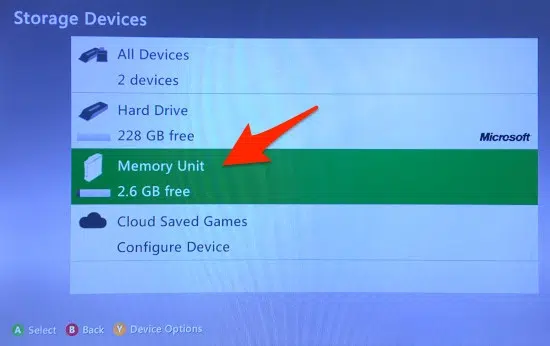 Storage Devices
All Devices
2 devices
Hard Drive
228 GB free
Microsoft
Memory Unit
2.6 GB free
Cloud Saved Games
Configure Device
A Select B Back Y Device Options